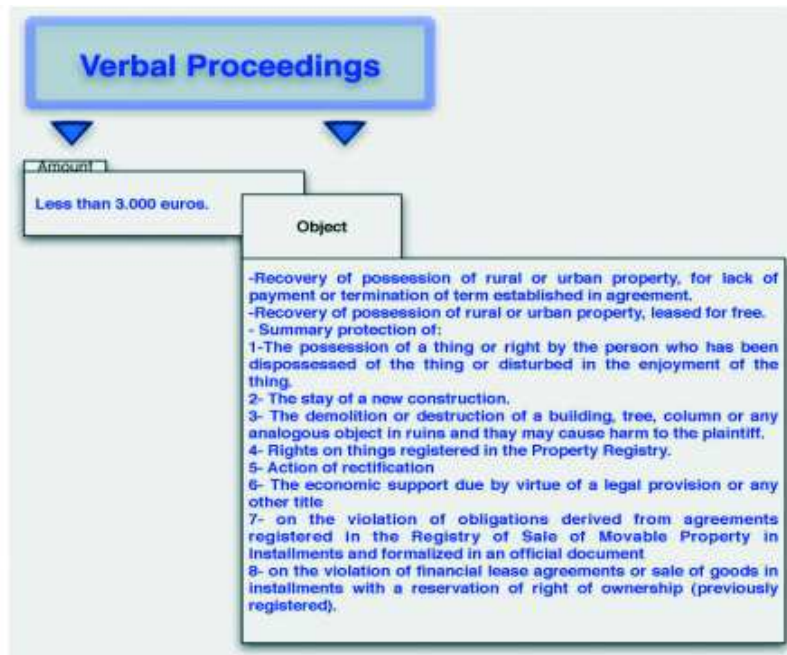 Verbal Proceedings
Amount
Less than 3.000 euros.
Object
-Recovery of possession of rural or urban property, for lack of
payment or termination of term established in agreement.
-Recovery of possession of rural or urban property, leased for free.
- Summary protection of:
1-The possession of a thing or right by the person who has been
dispossessed of the thing or disturbed in the enjoyment of the
thing.
2- The stay of a new construction.
3- The demolition or destruction of a building, tree, column or any
analogous object in ruins and thay may cause harm to the plaintiff.
4- Rights on things registered in the Property Registry.
5- Action of rectification
6- The economic support due by virtue of a legal provision or any
other title
7- on the violation of obligations derived from agreements
registered in the Registry of Sale of Movable Property in
Installments and formalized in an official document
8- on the violation of financial lease agreements or sale of goods in
installments with a reservation of right of ownership (previously
registered).